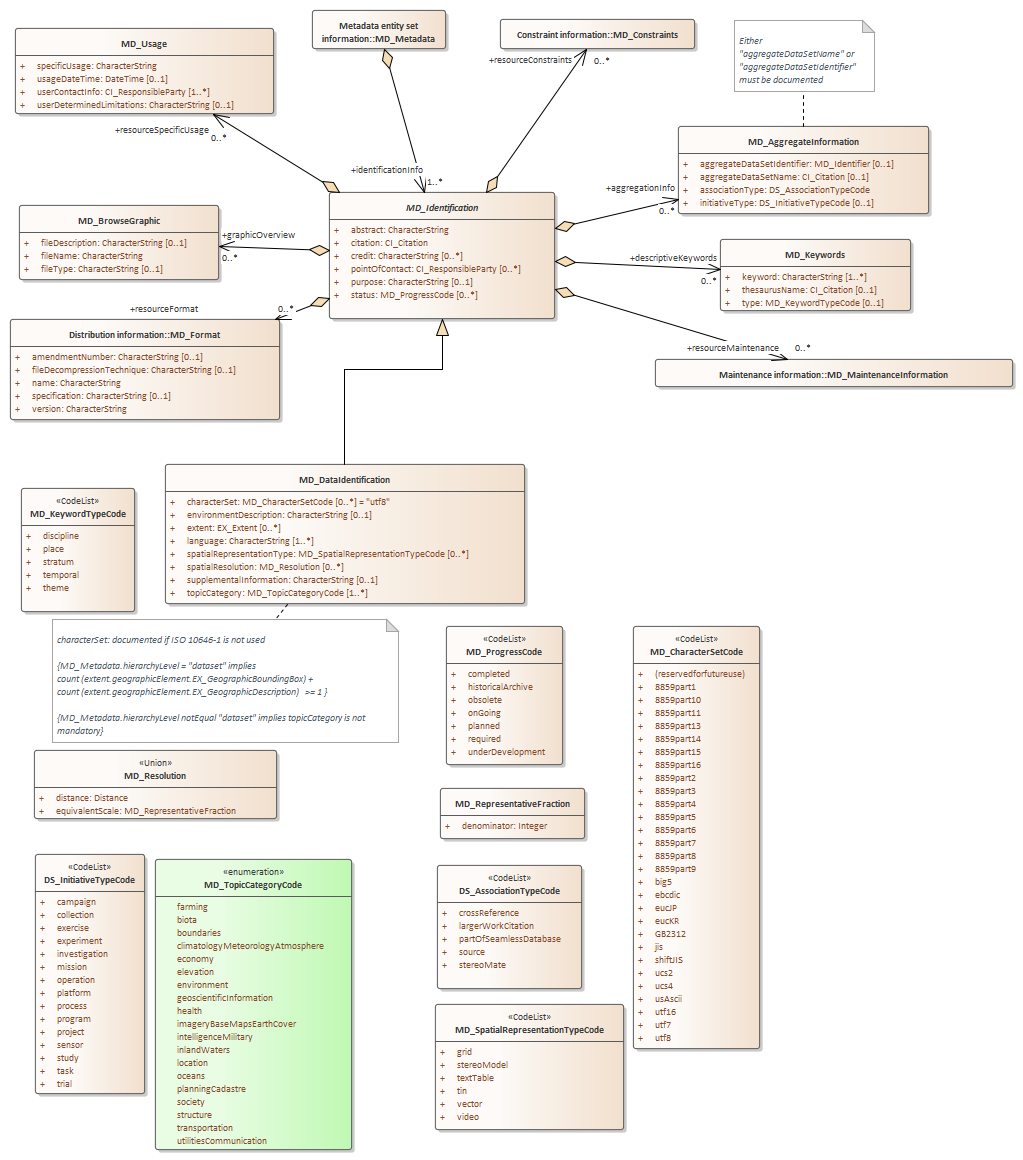 MD_Usage
+ specificUsage: CharacterString
+ usageDateTime: DateTime [0..1]
+ userContactInfo: CI_ResponsibleParty [1..*]
+ userDeterminedLimitations: CharacterString [0..1]
Metadata entity set
information::MD_Metadata
Constraint information::MD_Constraints
Either
"aggregateDataSetName" or
"aggregateDataSetIdentifier"
must be documented
+resourceConstraints
0..*
+resourceSpecificUsage
0..*
+identificationInfo
1..*
MD_AggregateInformation
+ aggregateDataSetIdentifier: MD_Identifier [0..1]
+ aggregateDataSetName: CI_Citation [0..1]
+ associationType: DS_AssociationTypeCode
+ initiativeType: DS_InitiativeTypeCode [0..1]
+aggregationInfo
0..*
MD_Identification
+ abstract: CharacterString
+ citation: CI_Citation
+ credit: CharacterString [0..*]
+ pointOfContact: CI_ResponsibleParty [0..*]
+ purpose: CharacterString [0..1]
+ status: MD_ProgressCode [0..*]
MD_BrowseGraphic
+ fileDescription: CharacterString [0..1]
+ fileName: CharacterString
+ fileType: CharacterString [0..1]
+graphicOverview
0..*
+descriptiveKeywords
0..*
MD_Keywords
+ keyword: CharacterString [1..*]
+ thesaurusName: CI_Citation [0..1]
+ type: MD_KeywordTypeCode [0..1]
+resourceFormat
0..*
Distribution information::MD_Format
+ amendmentNumber: CharacterString [0..1]
+ fileDecompressionTechnique: CharacterString [0..1]
+ name: CharacterString
+ specification: CharacterString [0..1]
+ version: CharacterString
+resourceMaintenance
0..*
Maintenance information::MD_MaintenanceInformation
MD_DataIdentification
+ characterSet: MD_CharacterSetCode [0..*] = "utf8"
+ environmentDescription: CharacterString [0..1]
+ extent: EX_Extent [0..*]
+ language: CharacterString [1..*]
+ spatialRepresentationType: MD_SpatialRepresentationTypeCode [0..*]
+ spatialResolution: MD_Resolution [0..*]
+ supplementalInformation: CharacterString [0..1]
+ topicCategory: MD_TopicCategoryCode [1..*]
«CodeList»
MD_KeywordTypeCode
+ discipline
+ place
+ stratum
+ temporal
+ theme
characterSet: documented if ISO 10646-1 is not used
{MD_Metadata.hierarchyLevel = "dataset" implies
count (extent.geographicElement.EX_GeographicBoundingBox) +
count (extent.geographicElement.EX_GeographicDescription) >= 1 }
{MD_Metadata.hierarchyLevel notEqual "dataset" implies topicCategory is not
mandatory}
«CodeList»
MD_ProgressCode
+ completed
+ historicalArchive
+ obsolete
+ onGoing
+ planned
+ required
+ underDevelopment
«CodeList»
MD_CharacterSetCode
+ (reservedforfutureuse)
+ 8859part1
+ 8859part10
+ 8859part11
+ 8859part13
+ 8859part14
+ 8859part15
+ 8859part16
+ 8859part2
+ 8859part3
+ 8859part4
+ 8859part5
+ 8859part6
+ 8859part7
+ 8859part8
+ 8859part9
+ big5
+ ebcdic
+ eucJP
+ eucKR
+ GB2312
+ jis
+ shiftJIS
+ ucs2
+ ucs4
+ usAscii
+ utf16
+ utf7
+ utf8
«Union»
MD_Resolution
+ distance: Distance
+ equivalentScale: MD_RepresentativeFraction
MD_RepresentativeFraction
+ denominator: Integer
«CodeList»
DS_InitiativeTypeCode
+ campaign
+ collection
+ exercise
+ experiment
+ investigation
+ mission
+ operation
+ platform
+ process
+ program
+ project
+ sensor
+ study
+ task
+ trial
«enumeration»
MD_TopicCategoryCode
farming
biota
boundaries
climatologyMeteorologyAtmosphere
economy
elevation
environment
geoscientificInformation
health
imageryBaseMapsEarthCover
intelligenceMilitary
inlandWaters
location
oceans
planningCadastre
society
structure
transportation
utilitiesCommunication
«CodeList»
DS_AssociationTypeCode
+ crossReference
+ largerWorkCitation
+ partOfSeamlessDatabase
+ source
+ stereoMate
«CodeList»
MD_SpatialRepresentationTypeCode
+ grid
+ stereoModel
+ textTable
+ tin
+ vector
+ video